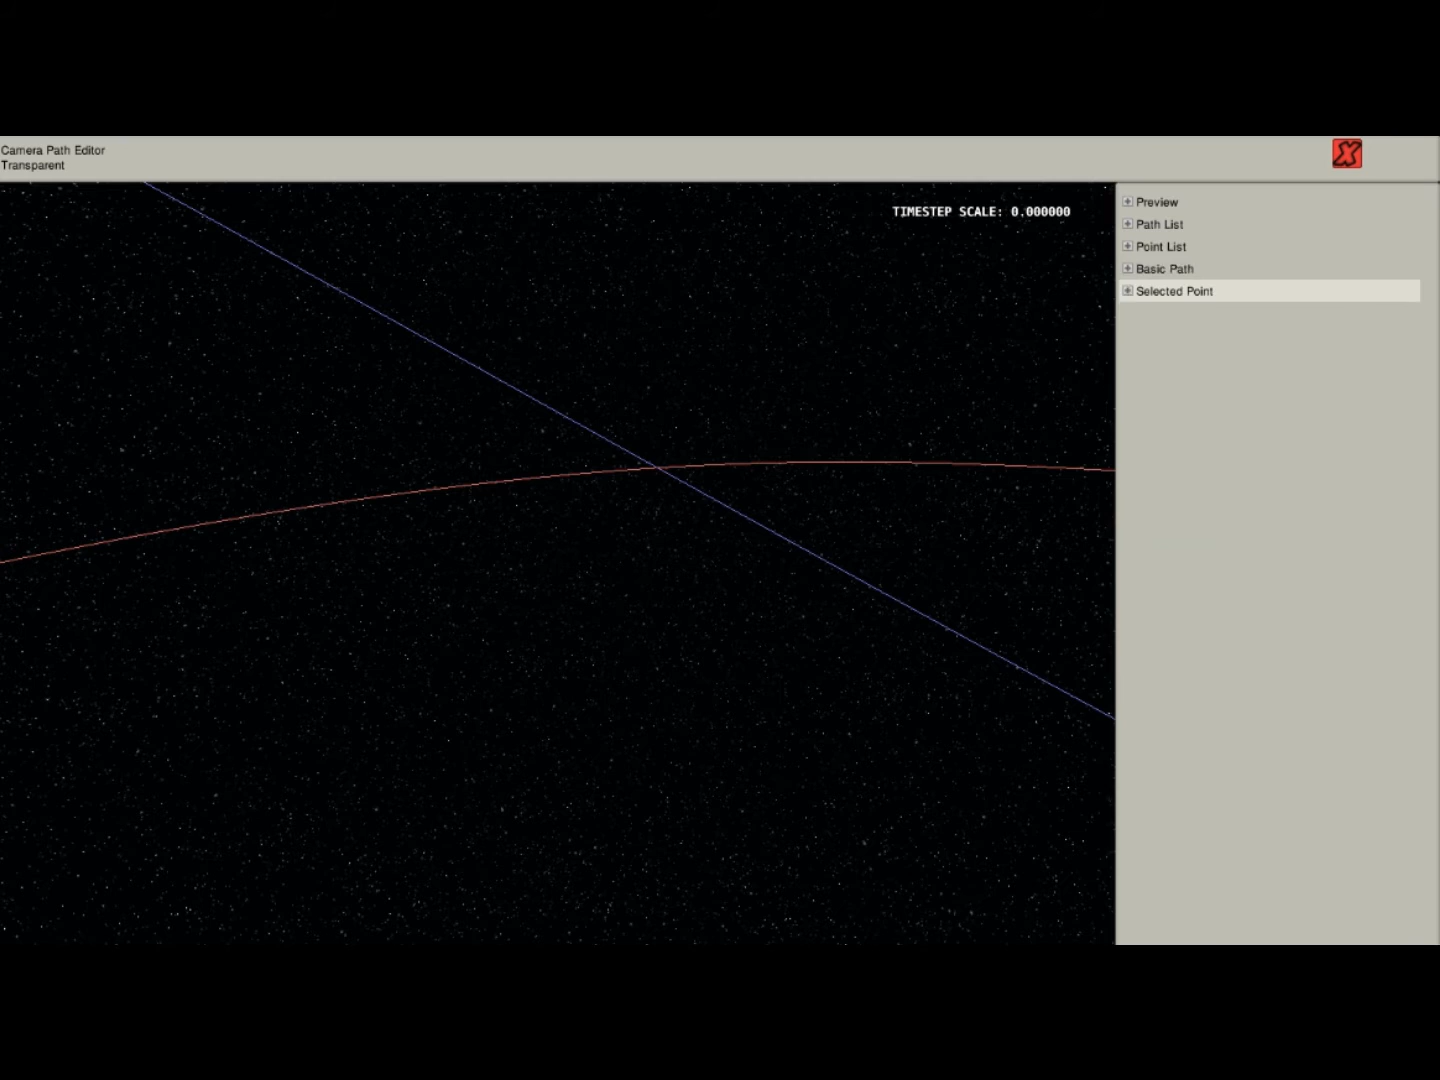 Camera Path Editor
Transparent
TIMESTEP SCALE: 0.000000
Preview
Path List
Point List
Basic Path
Selected Point